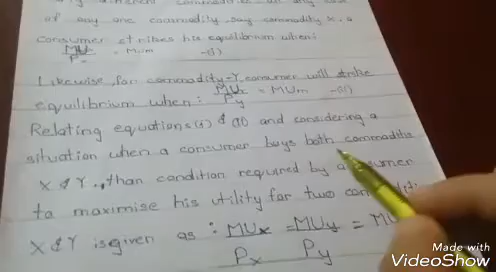 of any one commodity, say commodity X, a
Consumer strikes his equilibrium when:
MUx/Px = MUm -(i)
Likewise, for commodity-Y, consumer will strike
equilibrium when: MUx/Py = MUm -(ii)
Relating equations (i) & (ii) and considering a
situation when a consumer buys both commodities
X & Y., than condition required by a consumer
to maximise his utility for two
X & Y is given as : MUx/Px = MUy/Py =
Made with
VideoShow